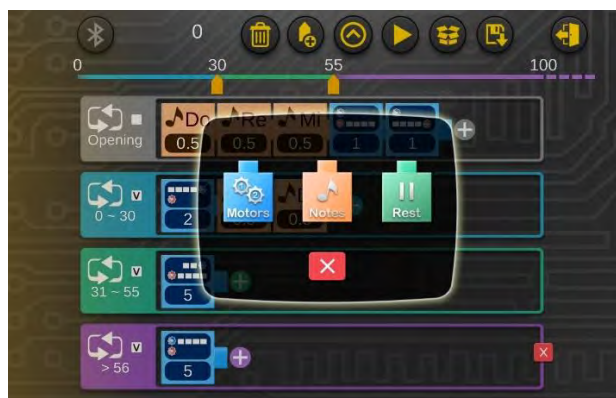 0
0 30 55 100
Do Re Mi
Opening 0.5 0.5 0.5 1 1
Motors Notes Rest
V
0 ~ 30 2
V
31 ~ 55 5
V
> 56 5
X